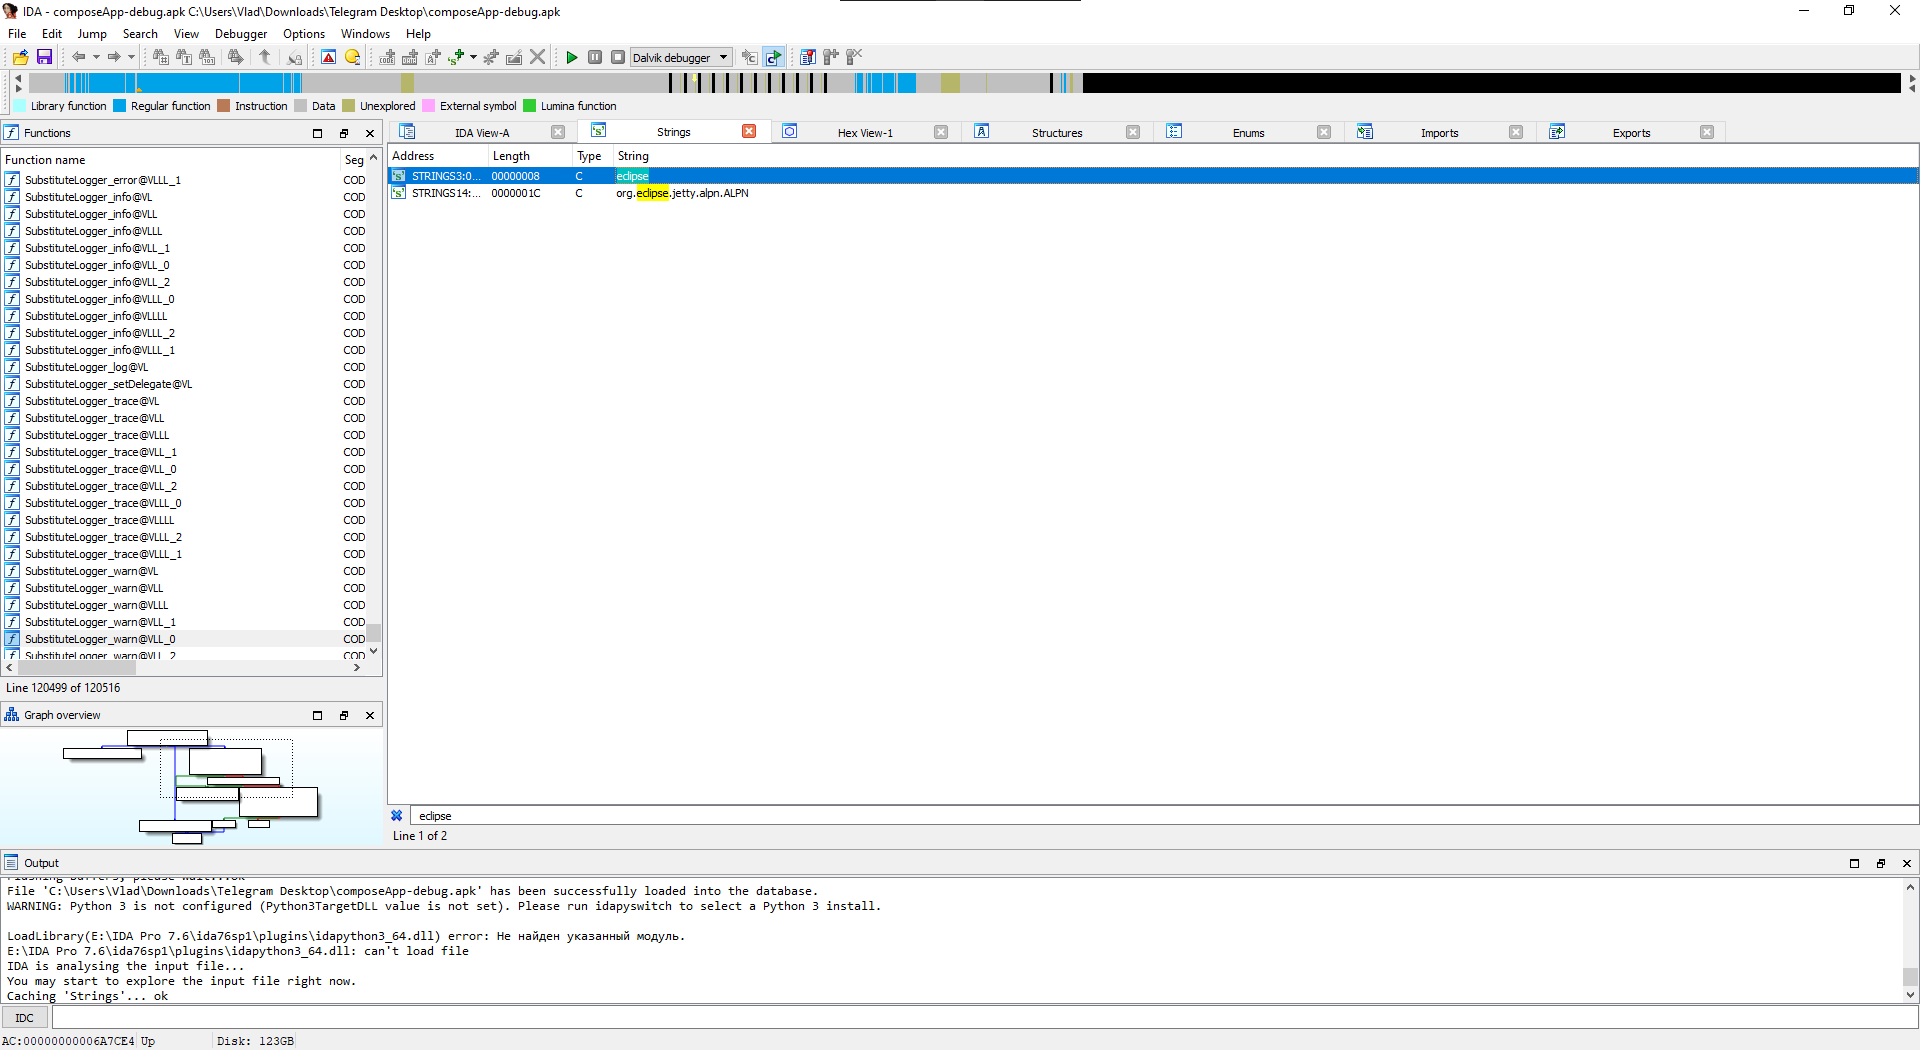 IDA - composeApp-debug.apk C:\Users\Vlad\Downloads\Telegram Desktop\composeApp-debug.apk
File Edit Jump Search View Debugger Options Windows Help
Dalvik debugger
Library function Regular function Instruction Data Unexplored External symbol Lumina function
Functions
Function name Seg
SubstituteLogger_error@VLLL_1 COD
SubstituteLogger_info@VL COD
SubstituteLogger_info@VLL COD
SubstituteLogger_info@VLLL COD
SubstituteLogger_info@VLL_1 COD
SubstituteLogger_info@VLL_0 COD
SubstituteLogger_info@VLL_2 COD
SubstituteLogger_info@VLLL_0 COD
SubstituteLogger_info@VLLLL COD
SubstituteLogger_info@VLLL_2 COD
SubstituteLogger_info@VLLL_1 COD
SubstituteLogger_log@VL COD
SubstituteLogger_setDelegate@VL COD
SubstituteLogger_trace@VL COD
SubstituteLogger_trace@VLL COD
SubstituteLogger_trace@VLLL COD
SubstituteLogger_trace@VLL_1 COD
SubstituteLogger_trace@VLL_0 COD
SubstituteLogger_trace@VLL_2 COD
SubstituteLogger_trace@VLLL_0 COD
SubstituteLogger_trace@VLLLL COD
SubstituteLogger_trace@VLLL_2 COD
SubstituteLogger_trace@VLLL_1 COD
SubstituteLogger_warn@VL COD
SubstituteLogger_warn@VLL COD
SubstituteLogger_warn@VLLL COD
SubstituteLogger_warn@VLL_1 COD
SubstituteLogger_warn@VLL_0 COD
SubstituteLogger_warn@VLL_2 COD
Line 120499 of 120516
Graph overview
IDA View-A Strings Hex View-1 Structures Enums Imports Exports
Address Length Type String
STRINGS3:0... 00000008 C eclipse
STRINGS14:... 0000001C C org.eclipse.jetty.alpn.ALPN
eclipse
Line 1 of 2
Output
Flushing buffers, please wait...ok
File 'C:\Users\Vlad\Downloads\Telegram Desktop\composeApp-debug.apk' has been successfully loaded into the database.
WARNING: Python 3 is not configured (Python3TargetDLL value is not set). Please run idapyswitch to select a Python 3 install.
LoadLibrary(E:\IDA Pro 7.6\ida76sp1\plugins\idapython3_64.dll) error: Не найден указанный модуль.
E:\IDA Pro 7.6\ida76sp1\plugins\idapython3_64.dll: can't load file
IDA is analysing the input file...
You may start to explore the input file right now.
Caching 'Strings'... ok
IDC
AC:00000000006A7CE4 Up Disk: 123GB